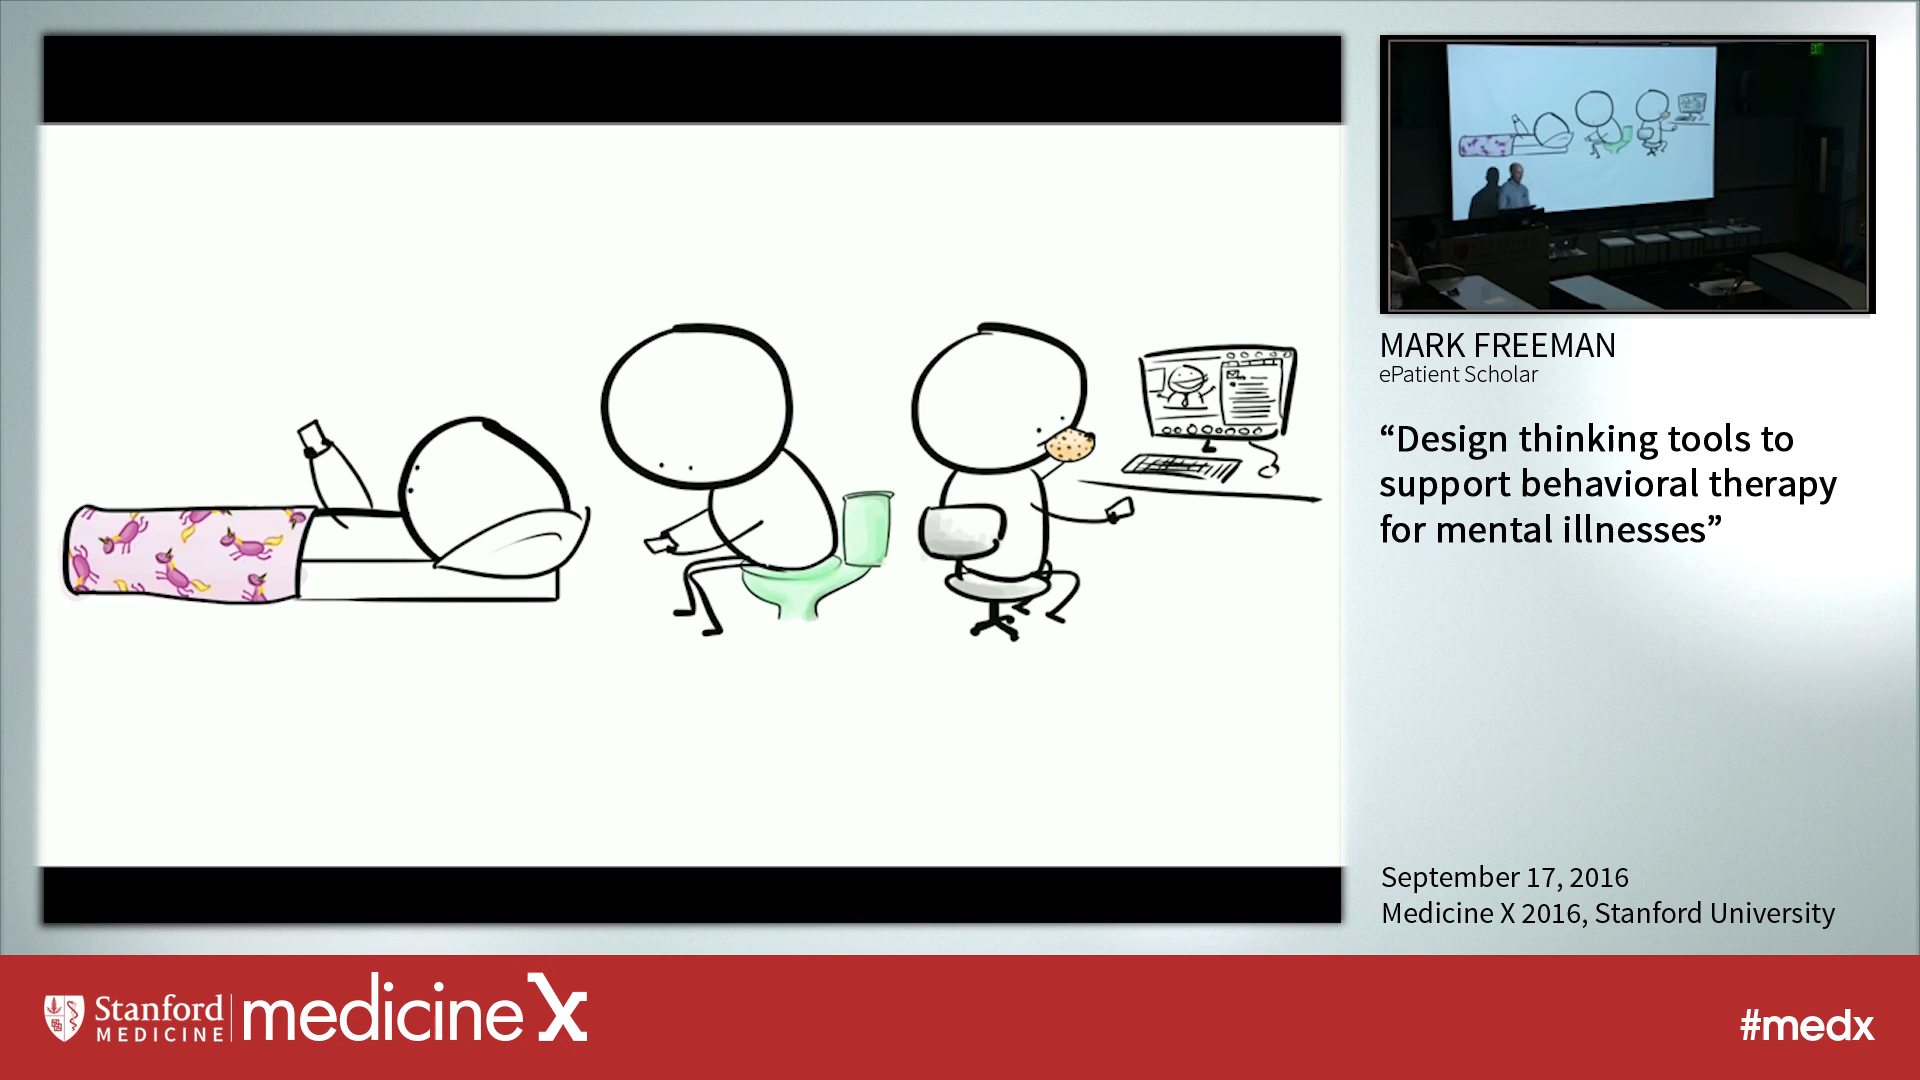 MARK FREEMAN
ePatient Scholar
“Design thinking tools to
support behavioral therapy
for mental illnesses”
September 17, 2016
Medicine X 2016, Stanford University
Stanford
MEDICINE
medicine X
#medx